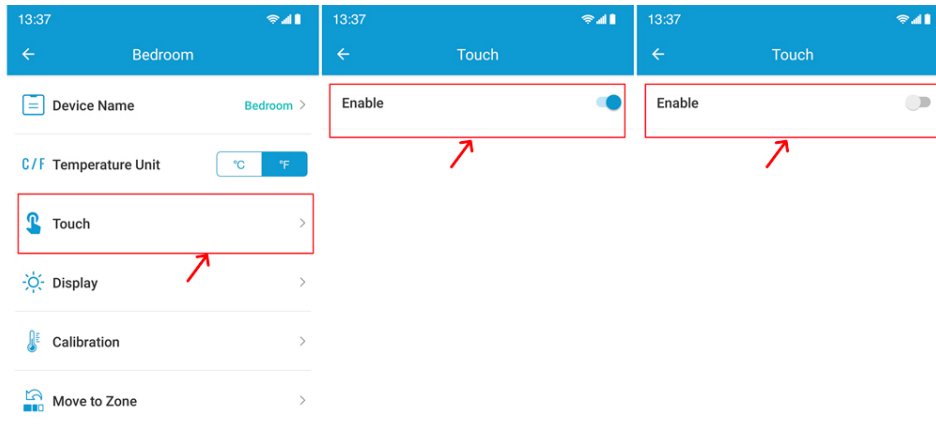 13:37
Bedroom
Device Name Bedroom
C/F Temperature Unit °C °F
Touch
Display
Calibration
Move to Zone
13:37
Touch
Enable
13:37
Touch
Enable